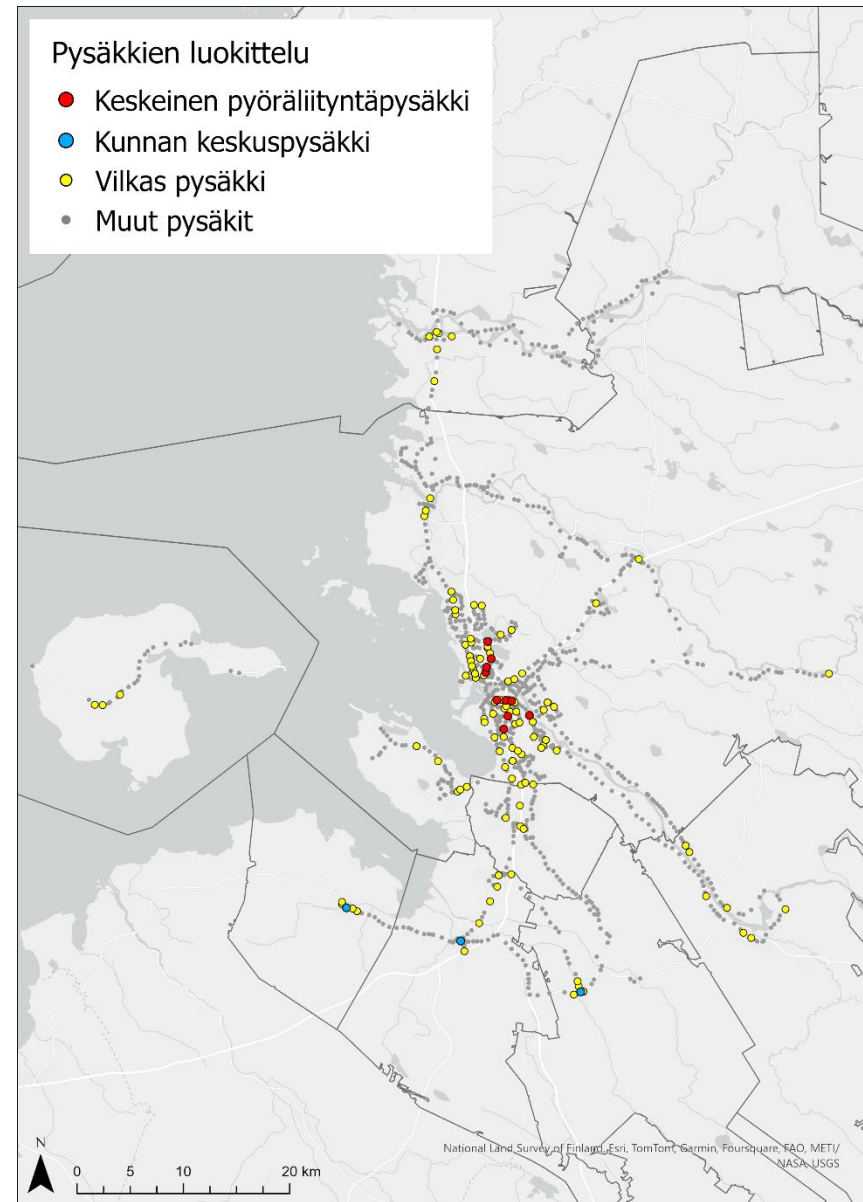 Pysäkkien luokittelu
Keskeinen pyöräliityntäpysäkki
Kunnan keskuspysäkki
Vilkas pysäkki
Muut pysäkit
N
0 5 10 20 km
National Land Survey of Finland, Esri, TomTom, Garmin, Foursquare, FAO, METI/
NASA, USGS